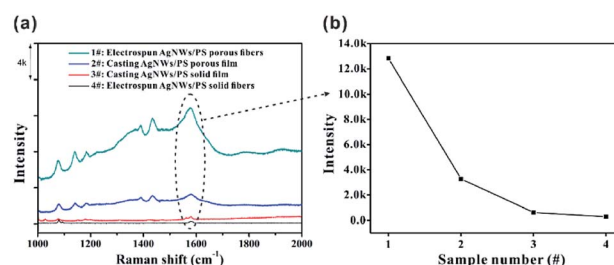 (a)
4k
1#: Electrospun AgNWs/PS porous fibers
2#: Casting AgNWs/PS porous film
3#: Casting AgNWs/PS solid film
4#: Electrospun AgNWs/PS solid fibers
Intensity
1000 1200 1400 1600 1800 2000
Raman shift (cm⁻¹)
(b)
Intensity
14.0k
12.0k
10.0k
8.0k
6.0k
4.0k
2.0k
0.0
1 2 3 4
Sample number (#)